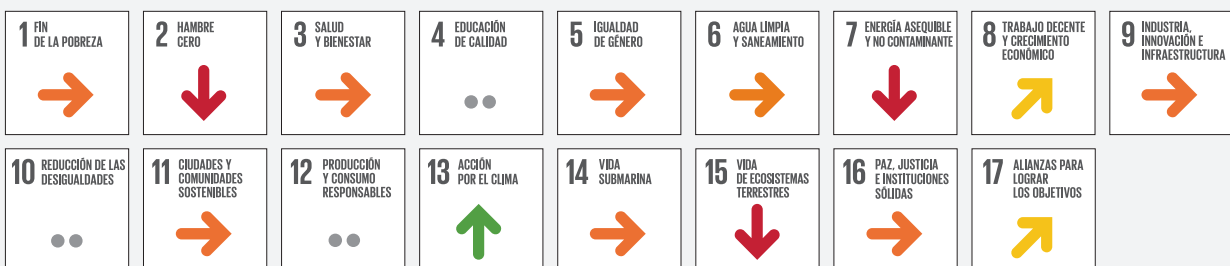 1 FIN
DE LA POBREZA
2 HAMBRE
CERO
3 SALUD
Y BIENESTAR
4 EDUCACIÓN
DE CALIDAD
5 IGUALDAD
DE GÉNERO
6 AGUA LIMPIA
Y SANEAMIENTO
7 ENERGÍA ASEQUIBLE
Y NO CONTAMINANTE
8 TRABAJO DECENTE
Y CRECIMIENTO
ECONÓMICO
9 INDUSTRIA,
INNOVACIÓN E
INFRAESTRUCTURA
10 REDUCCIÓN DE LAS
DESIGUALDADES
11 CIUDADES Y
COMUNIDADES
SOSTENIBLES
12 PRODUCCIÓN
Y CONSUMO
RESPONSABLES
13 ACCIÓN
POR EL CLIMA
14 VIDA
SUBMARINA
15 VIDA
DE ECOSISTEMAS
TERRESTRES
16 PAZ, JUSTICIA
E INSTITUCIONES
SÓLIDAS
17 ALIANZAS PARA
LOGRAR
LOS OBJETIVOS